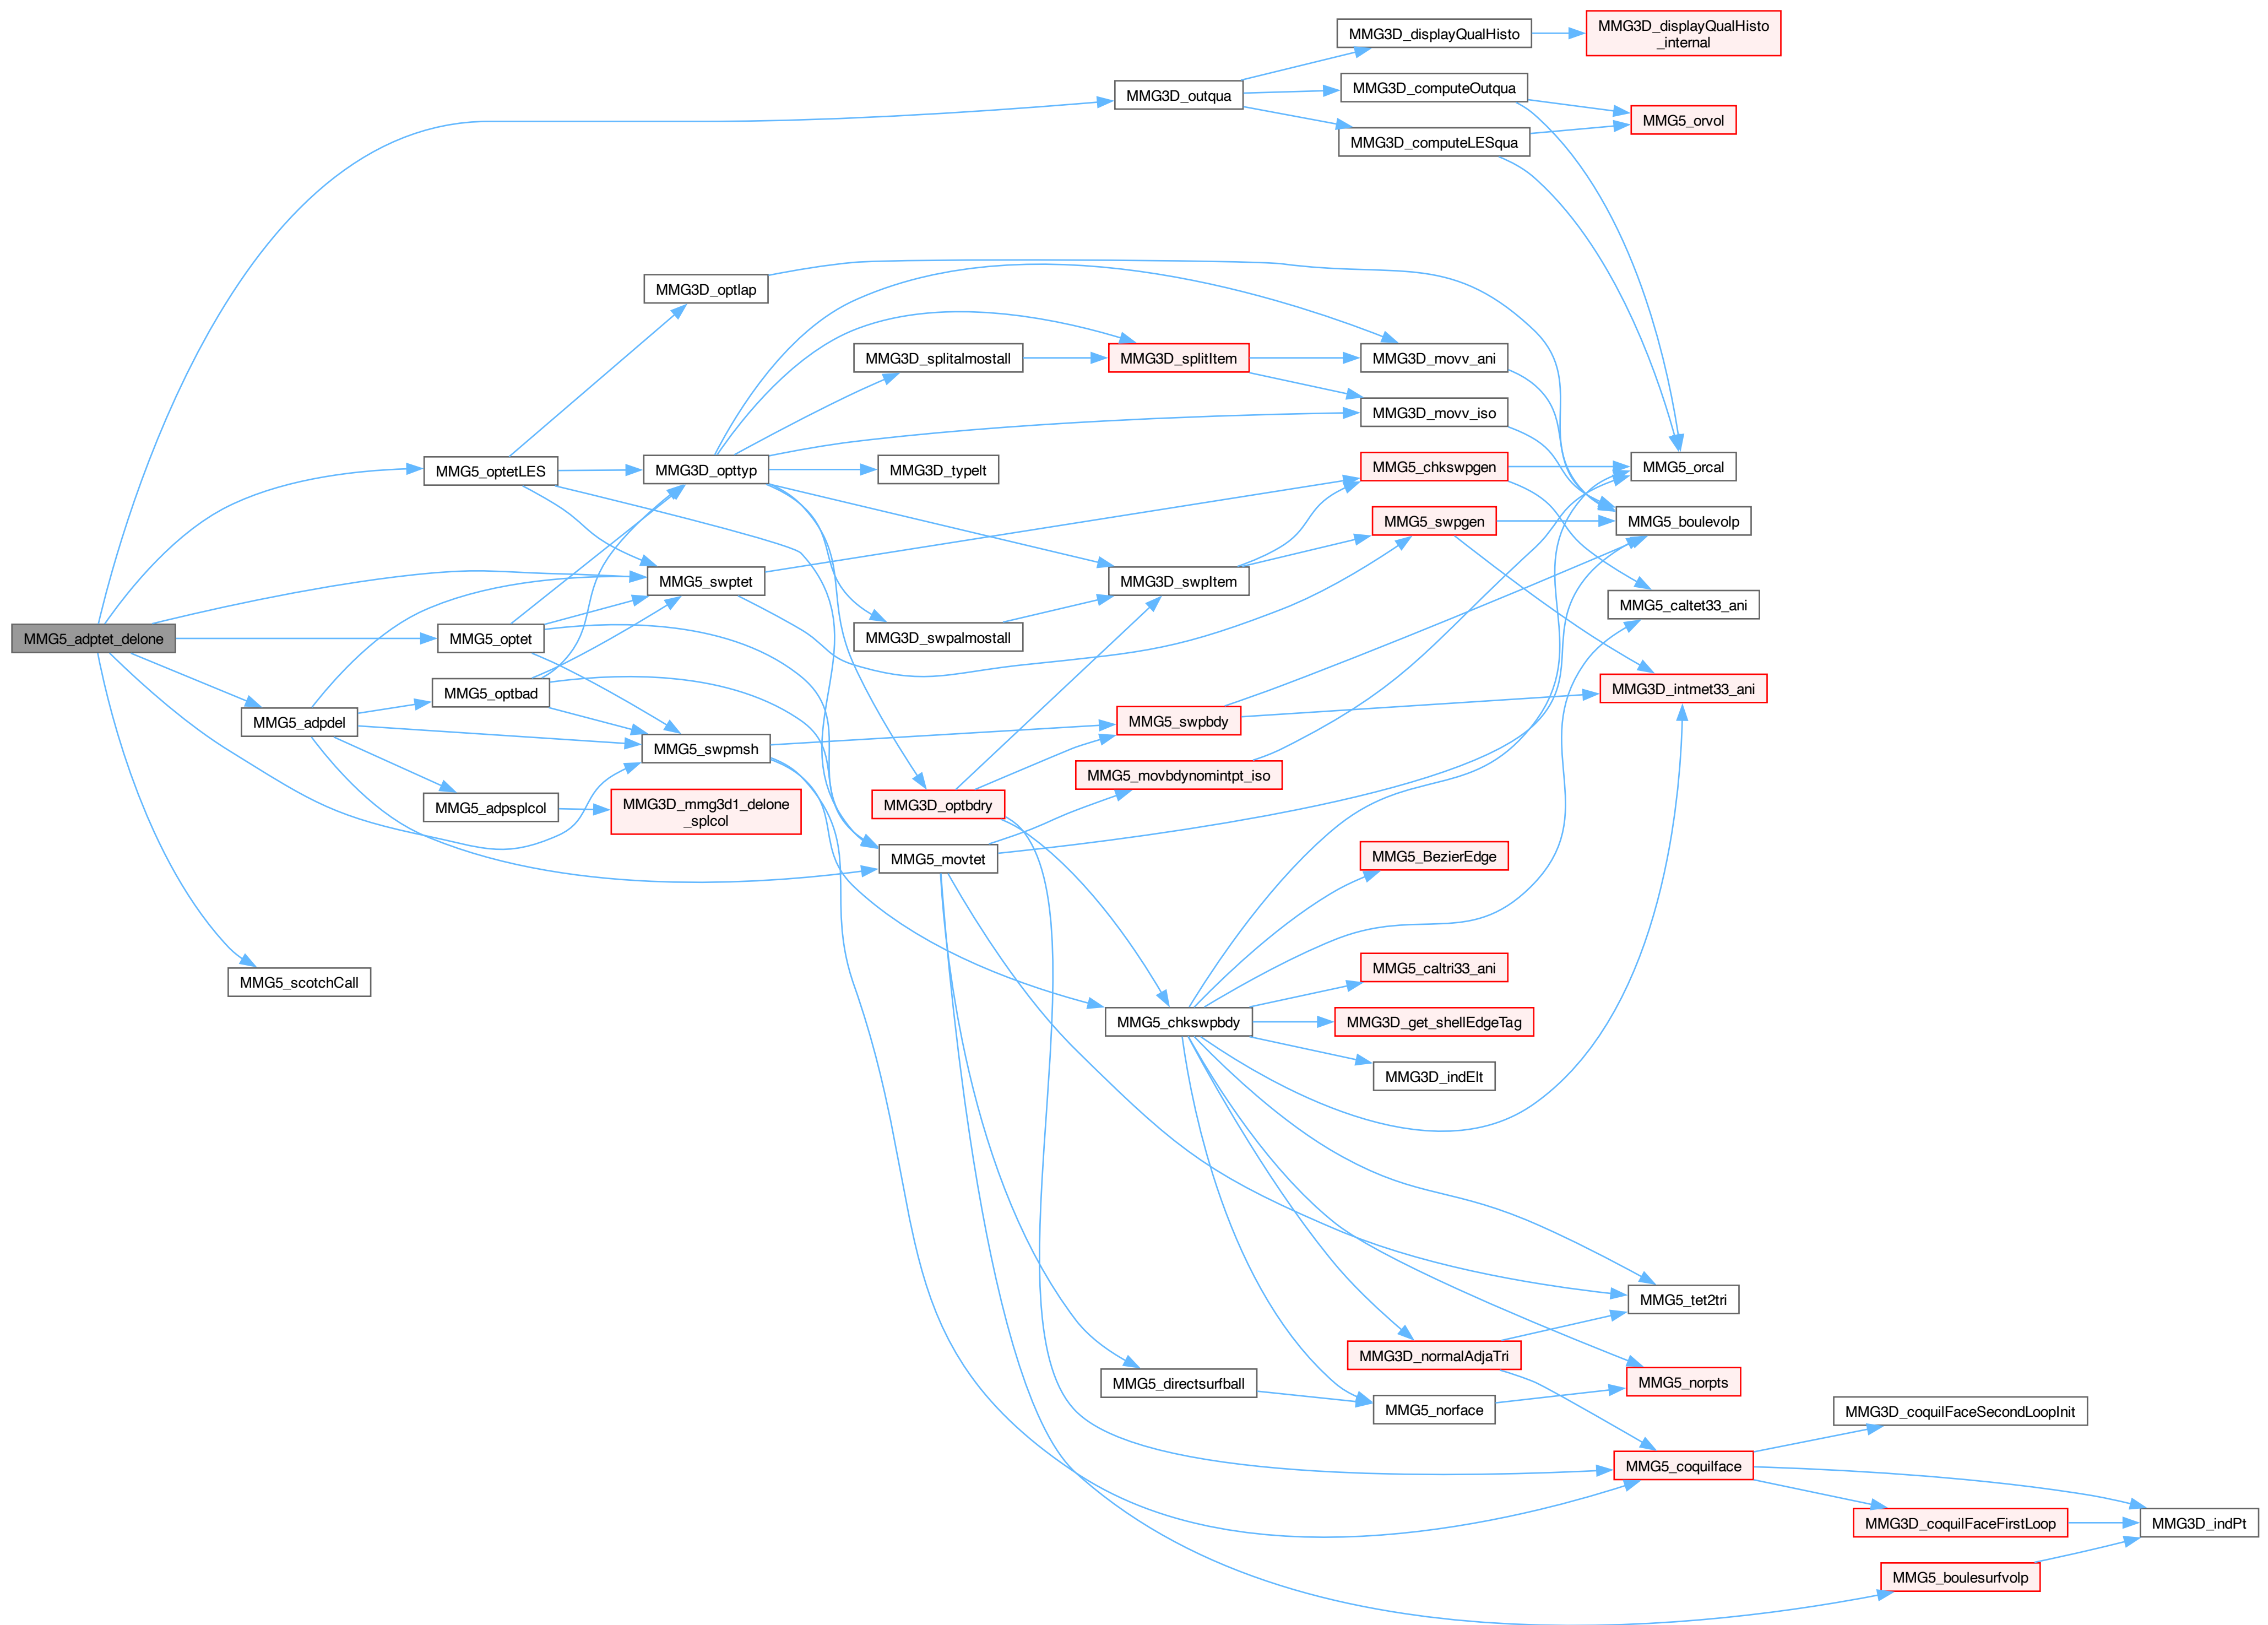 MMG3D_displayQualHisto
MMG3D_displayQualHisto
_internal
MMG3D_outqua
MMG3D_computeOutqua
MMG5_orvol
MMG3D_computeLESqua
MMG3D_optlap
MMG3D_splitalmostall
MMG3D_splitItem
MMG3D_movv_ani
MMG3D_movv_iso
MMG5_optetLES
MMG3D_opttyp
MMG3D_typelt
MMG5_chkswpgen
MMG5_orcal
MMG5_swpgen
MMG5_boulevolp
MMG5_swptet
MMG3D_swpItem
MMG5_caltet33_ani
MMG5_adptet_delone
MMG5_optet
MMG3D_swpalmostall
MMG5_optbad
MMG3D_intmet33_ani
MMG5_adpdel
MMG5_swpmsh
MMG5_swpbdy
MMG5_movbdynomintpt_iso
MMG5_adpsplcol
MMG3D_mmg3d1_delone
_splcol
MMG3D_optbdry
MMG5_movtet
MMG5_BezierEdge
MMG5_scotchCall
MMG5_caltri33_ani
MMG5_chkswpbdy
MMG3D_get_shellEdgeTag
MMG3D_indElt
MMG5_tet2tri
MMG3D_normalAdjaTri
MMG5_directsurfball
MMG5_norpts
MMG5_norface
MMG3D_coquilFaceSecondLoopInit
MMG5_coquilface
MMG3D_coquilFaceFirstLoop
MMG3D_indPt
MMG5_boulesurfvolp